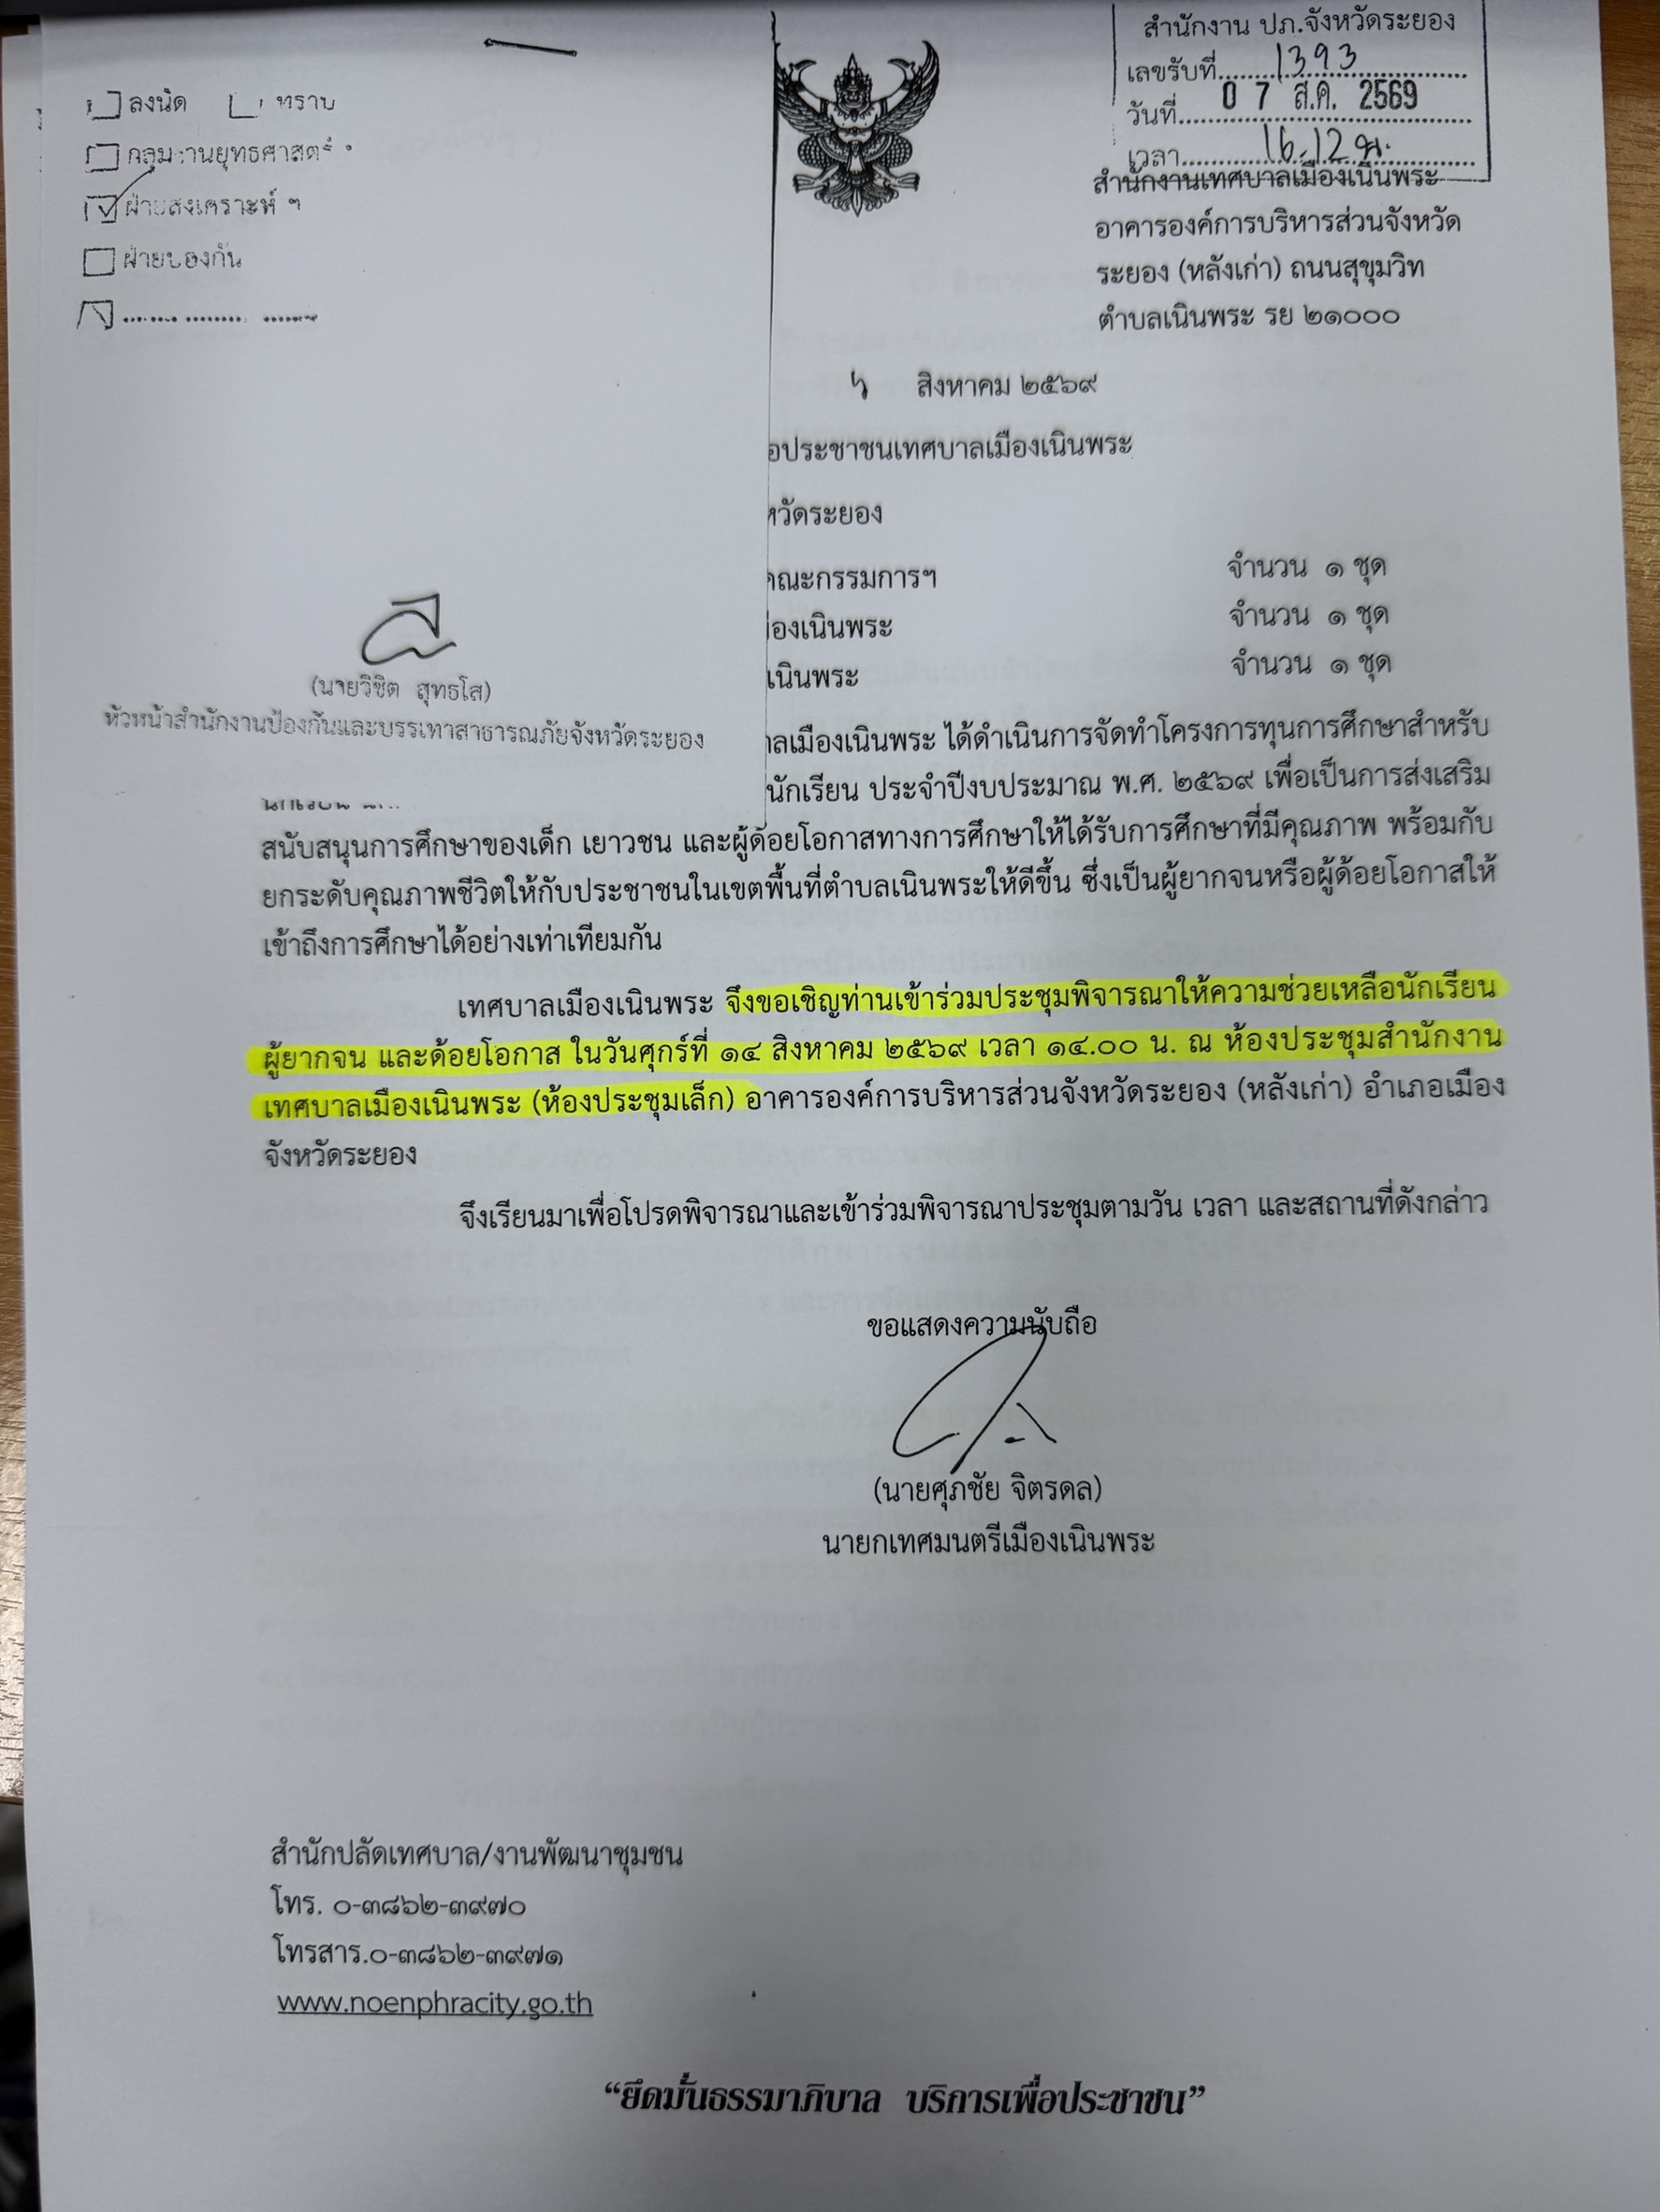 สำนักงาน ปภ.จังหวัดระยอง
เลขรับที่ 1393
วันที่ 0 7 ส.ค. 2569
เวลา 16.12 น.
ลงนัด ทราบ
กลุ่มงานยุทธศาสตร์ ฯ
ฝ่ายสงเคราะห์ ฯ
ฝ่ายป้องกัน
สำนักงานเทศบาลเมืองเนินพระ
อาคารองค์การบริหารส่วนจังหวัด
ระยอง (หลังเก่า) ถนนสุขุมวิท
ตำบลเนินพระ รย ๒๑๐๐๐
สิงหาคม ๒๕๖๙
อประชาชนเทศบาลเมืองเนินพระ
หวัดระยอง
คณะกรรมการฯ จำนวน ๑ ชุด
องเนินพระ จำนวน ๑ ชุด
เนินพระ จำนวน ๑ ชุด
(นายวิชิต สุทธโส)
หัวหน้าสำนักงานป้องกันและบรรเทาสาธารณภัยจังหวัดระยอง
าลเมืองเนินพระ ได้ดำเนินการจัดทำโครงการทุนการศึกษาสำหรับ
นักเรียน ประจำปีงบประมาณ พ.ศ. ๒๕๖๙ เพื่อเป็นการส่งเสริม
สนับสนุนการศึกษาของเด็ก เยาวชน และผู้ด้อยโอกาสทางการศึกษาให้ได้รับการศึกษาที่มีคุณภาพ พร้อมกับ
ยกระดับคุณภาพชีวิตให้กับประชาชนในเขตพื้นที่ตำบลเนินพระให้ดีขึ้น ซึ่งเป็นผู้ยากจนหรือผู้ด้อยโอกาสให้
เข้าถึงการศึกษาได้อย่างเท่าเทียมกัน
เทศบาลเมืองเนินพระ จึงขอเชิญท่านเข้าร่วมประชุมพิจารณาให้ความช่วยเหลือนักเรียน
ผู้ยากจน และด้อยโอกาส ในวันศุกร์ที่ ๑๔ สิงหาคม ๒๕๖๙ เวลา ๑๔.๐๐ น. ณ ห้องประชุมสำนักงาน
เทศบาลเมืองเนินพระ (ห้องประชุมเล็ก) อาคารองค์การบริหารส่วนจังหวัดระยอง (หลังเก่า) อำเภอเมือง
จังหวัดระยอง
จึงเรียนมาเพื่อโปรดพิจารณาและเข้าร่วมพิจารณาประชุมตามวัน เวลา และสถานที่ดังกล่าว
ขอแสดงความนับถือ
(นายศุภชัย จิตรดล)
นายกเทศมนตรีเมืองเนินพระ
สำนักปลัดเทศบาล/งานพัฒนาชุมชน
โทร. ๐-๓๘๖๒-๓๙๗๐
โทรสาร.๐-๓๘๖๒-๓๙๗๑
www.noenphracity.go.th
“ยึดมั่นธรรมาภิบาล บริการเพื่อประชาชน”